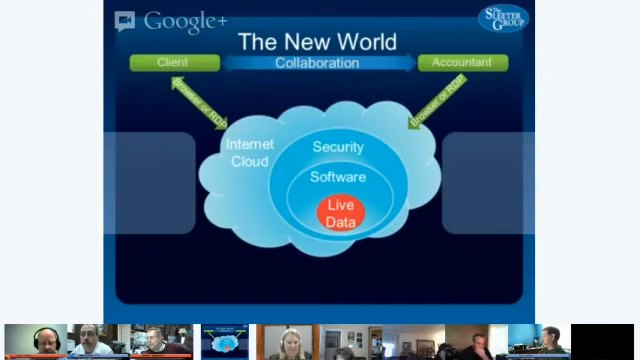 Google+
The
SLEETER
GROUP
The New World
Client
Collaboration
Accountant
Browser or RDP
Browser or RDP
Internet
Cloud
Security
Software
Live
Data